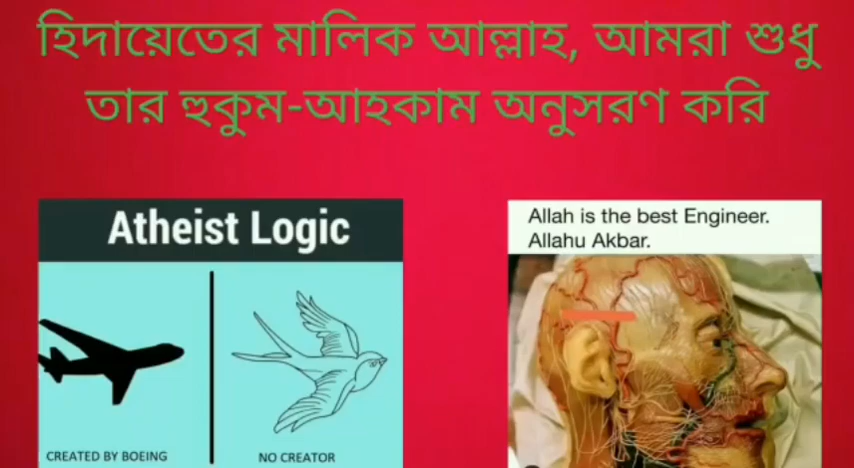 হিদায়েতের মালিক আল্লাহ, আমরা শুধু
তার হুকুম-আহকাম অনুসরণ করি
Atheist Logic
CREATED BY BOEING
NO CREATOR
Allah is the best Engineer.
Allahu Akbar.